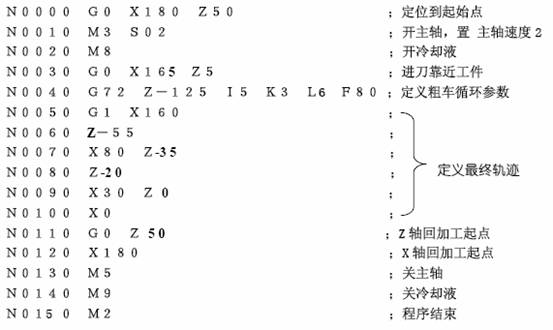 N0000 G0 X180 Z50 ；定位到起始点
N0010 M3 S02 ；开主轴，置 主轴速度2
N0020 M8 ；开冷却液
N0030 G0 X165 Z5 ；进刀靠近工件
N0040 G72 Z－125 I5 K3 L6 F80 ；定义粗车循环参数
N0050 G1 X160 ；
N0060 Z－55 ；
N0070 X80 Z-35 ；
N0080 Z-20 ； 定义最终轨迹
N0090 X30 Z 0 ；
N0100 X0 ；
N0110 G0 Z 50 ；Z轴回加工起点
N0120 X180 ；X轴回加工起点
N0130 M5 ；关主轴
N0140 M9 ；关冷却液
N0150 M2 ；程序结束